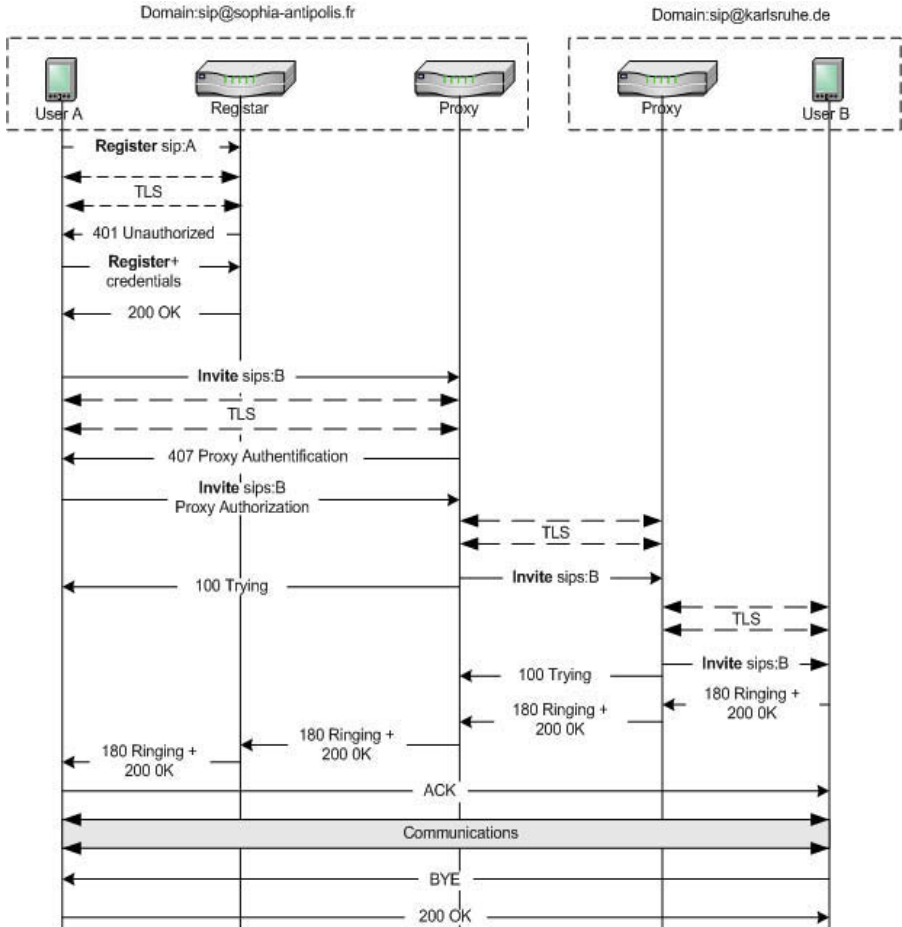 Domain:sip@sophia-antipolis.fr
Domain:sip@karlsruhe.de
User A
Registar
Proxy
Proxy
User B
Register sip:A
TLS
401 Unauthorized
Register+
credentials
200 OK
Invite sips:B
TLS
407 Proxy Authentification
Invite sips:B
Proxy Authorization
TLS
Invite sips:B
100 Trying
TLS
Invite sips:B
100 Trying
180 Ringing +
200 0K
180 Ringing +
200 0K
180 Ringing +
200 0K
180 Ringing +
200 0K
ACK
Communications
BYE
200 OK